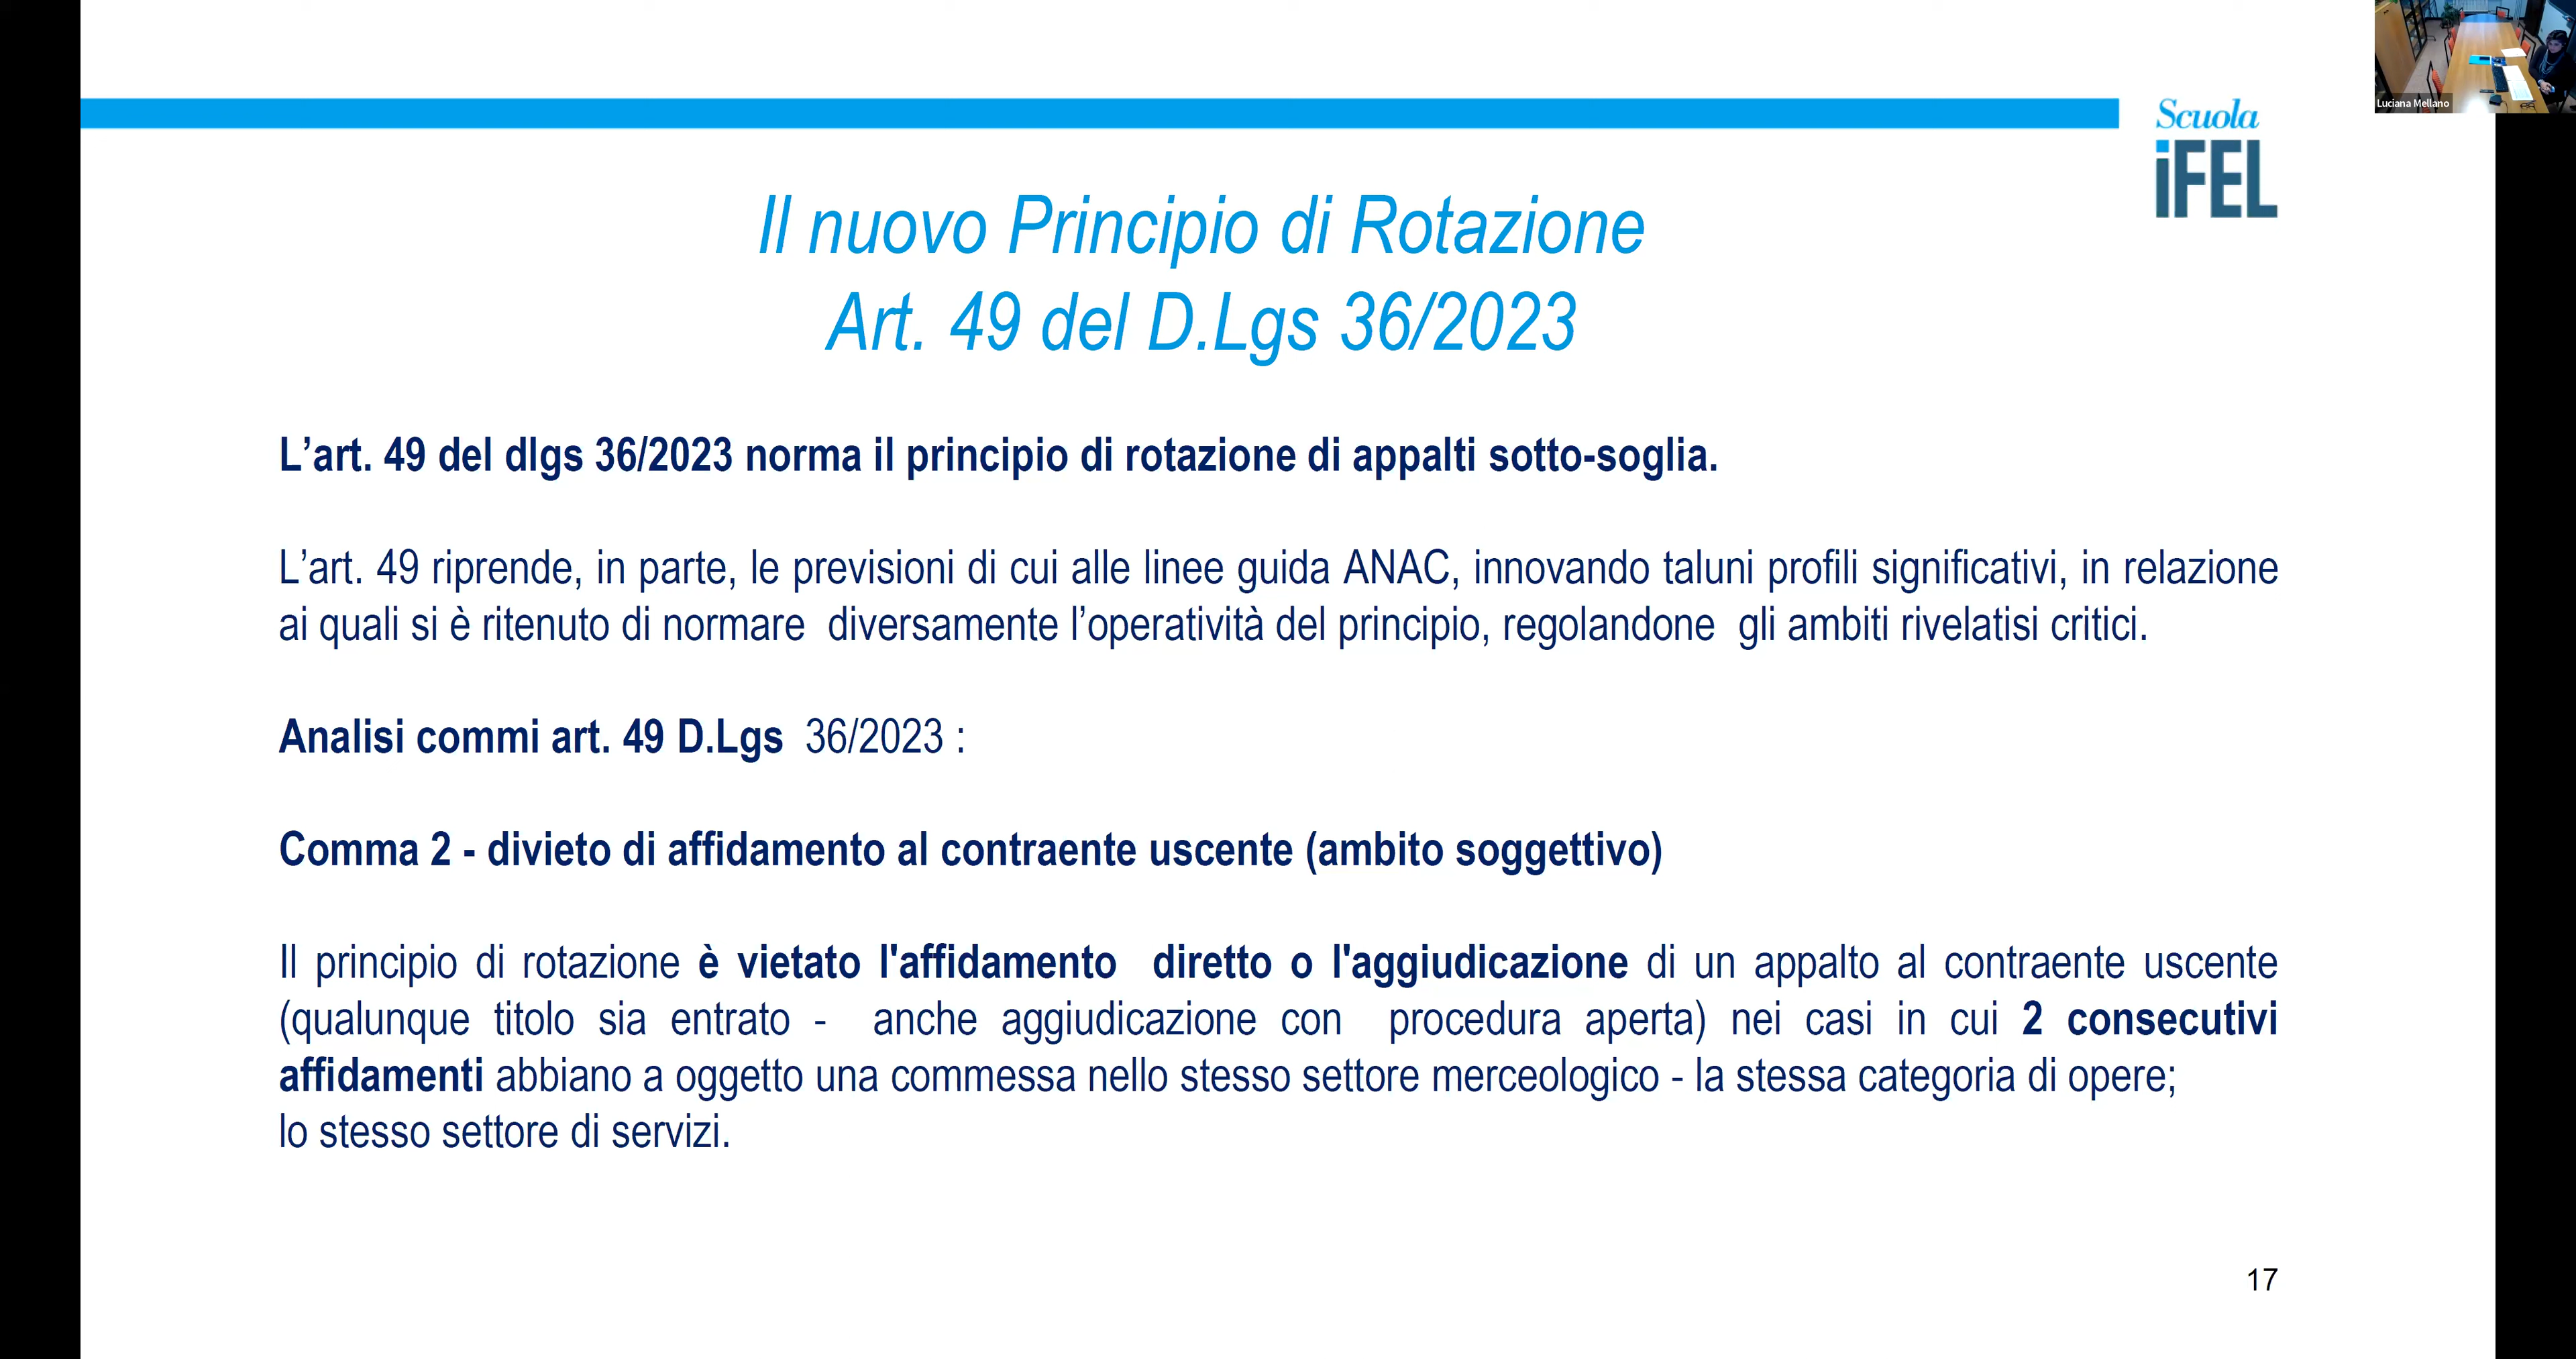 Luciana Mellano
Scuola
iFEL
Il nuovo Principio di Rotazione
Art. 49 del D.Lgs 36/2023
L’art. 49 del dlgs 36/2023 norma il principio di rotazione di appalti sotto-soglia.
L’art. 49 riprende, in parte, le previsioni di cui alle linee guida ANAC, innovando taluni profili significativi, in relazione
ai quali si è ritenuto di normare diversamente l’operatività del principio, regolandone gli ambiti rivelatisi critici.
Analisi commi art. 49 D.Lgs 36/2023 :
Comma 2 - divieto di affidamento al contraente uscente (ambito soggettivo)
Il principio di rotazione è vietato l'affidamento diretto o l'aggiudicazione di un appalto al contraente uscente
(qualunque titolo sia entrato - anche aggiudicazione con procedura aperta) nei casi in cui 2 consecutivi
affidamenti abbiano a oggetto una commessa nello stesso settore merceologico - la stessa categoria di opere;
lo stesso settore di servizi.
17